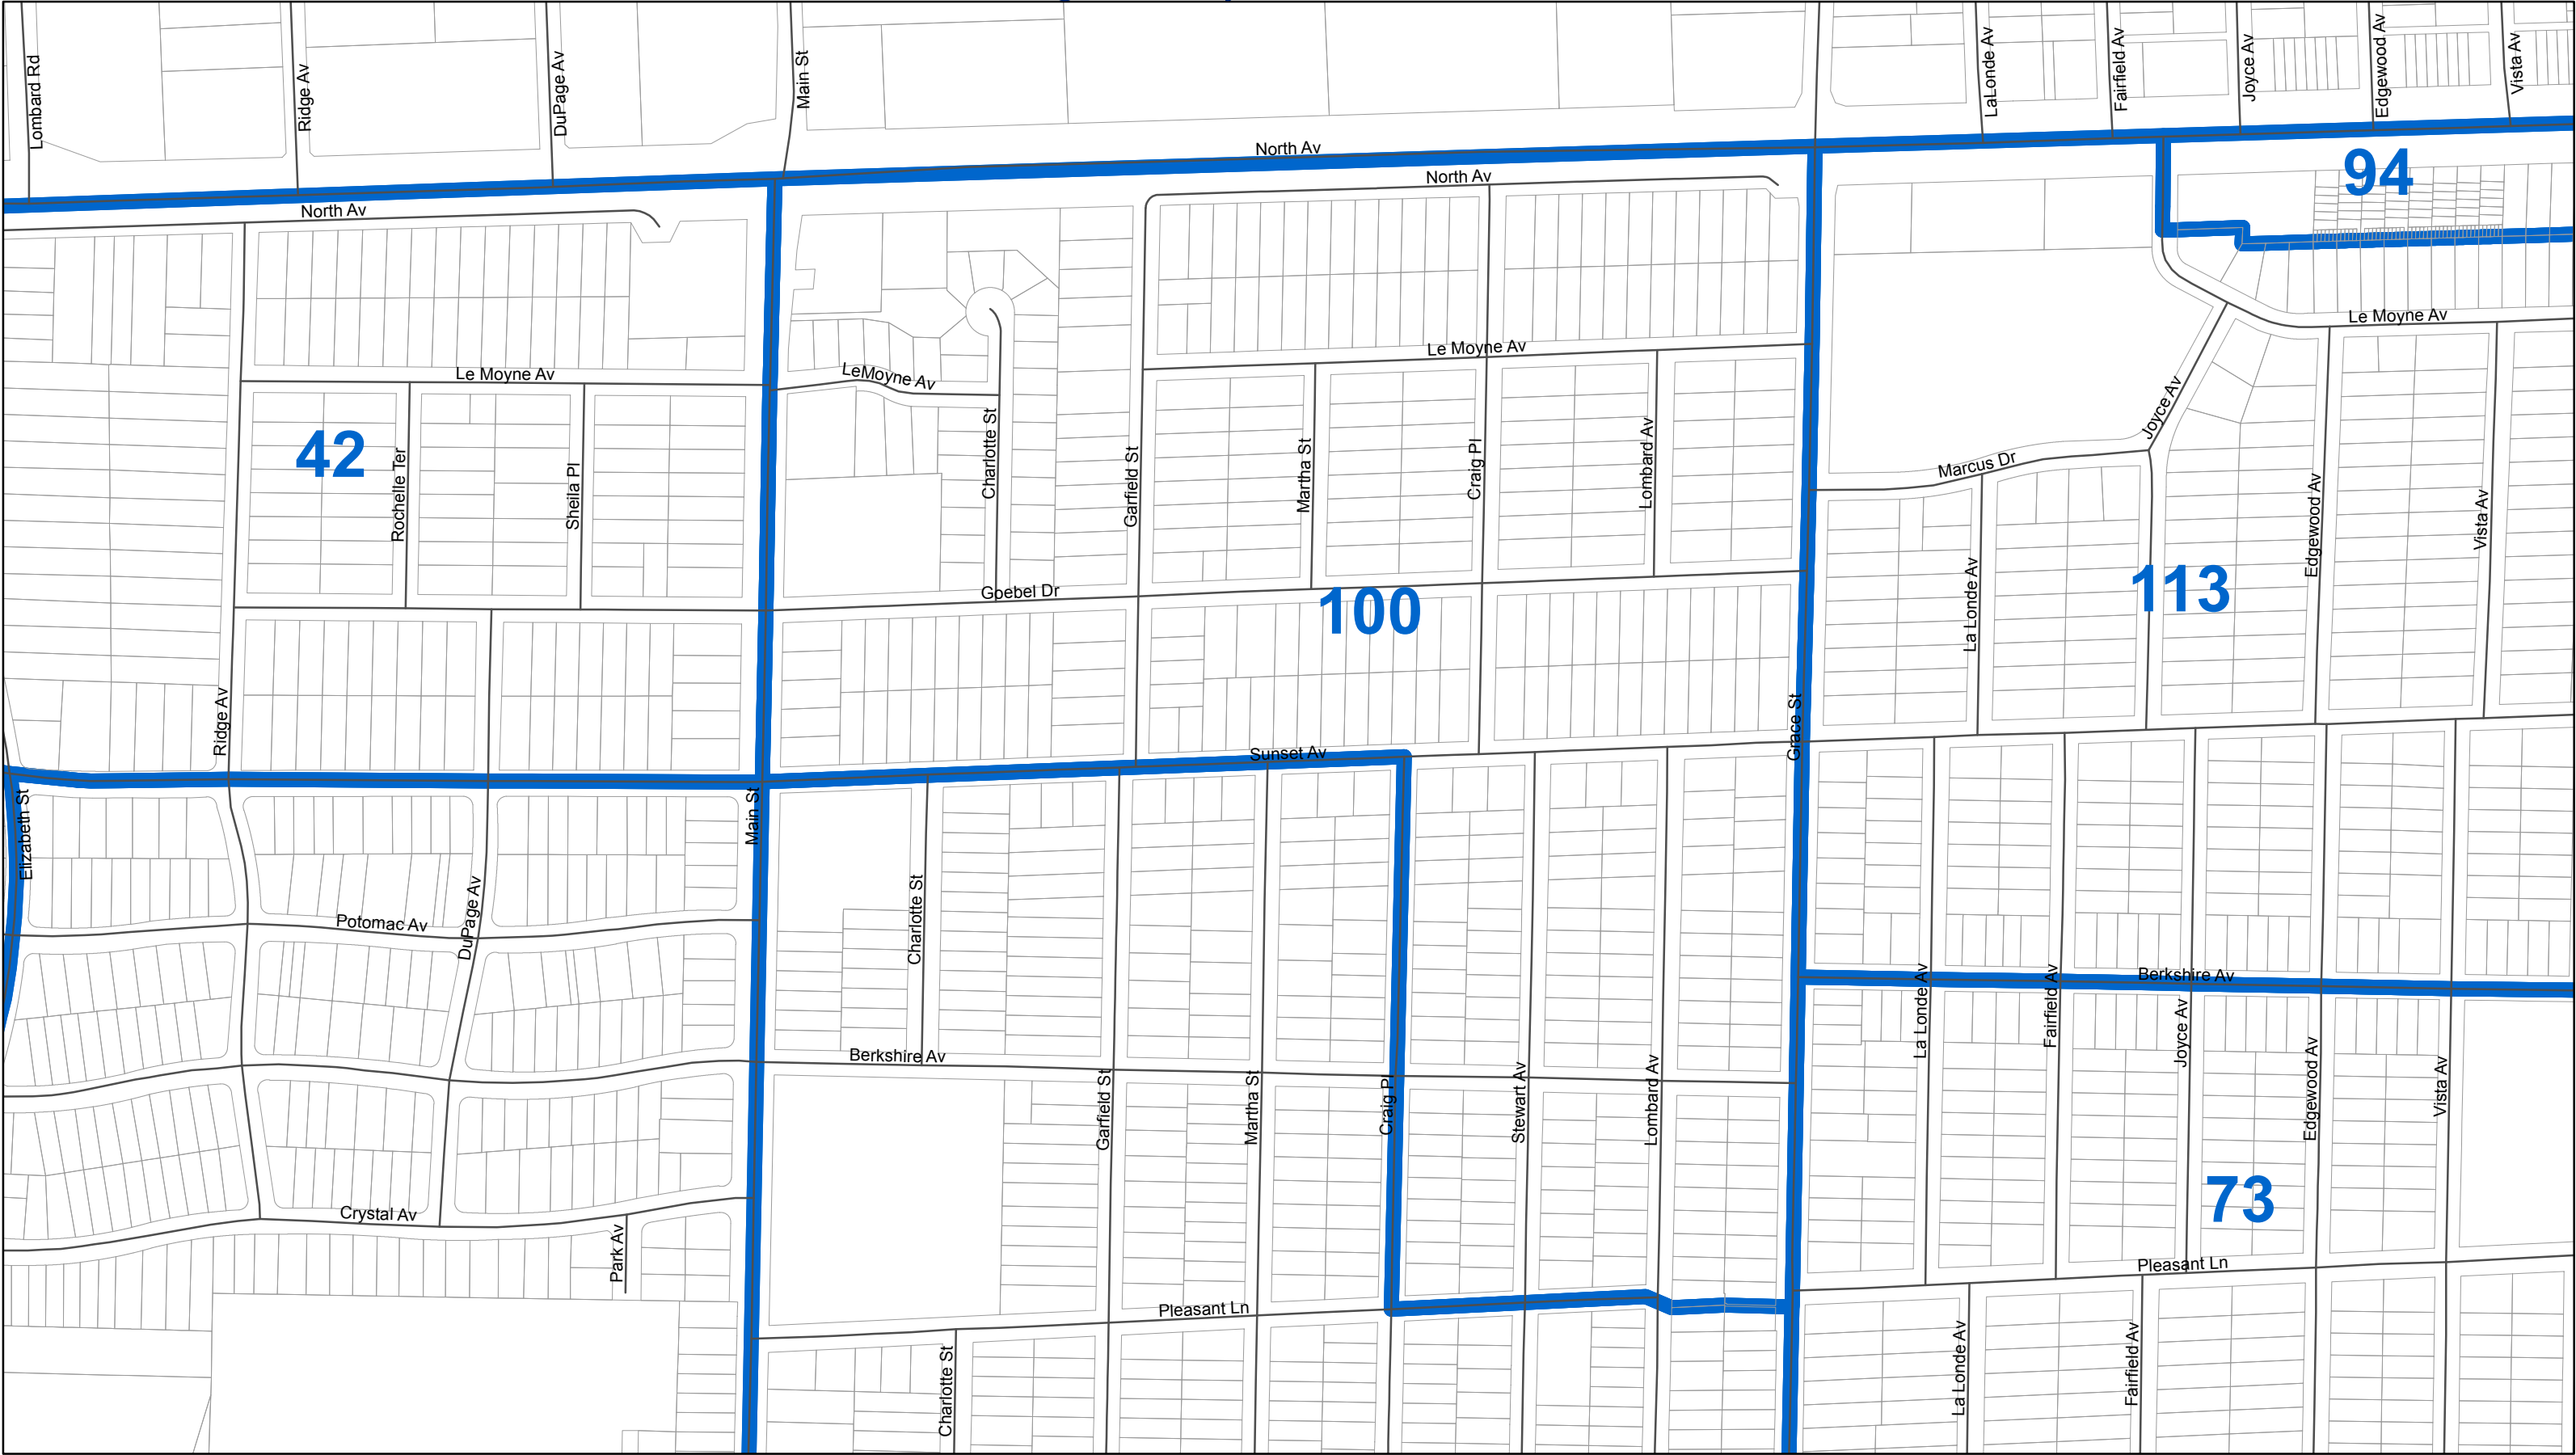 Lombard Rd
Ridge Av
DuPage Av
Main St
LaLonde Av
Fairfield Av
Joyce Av
Edgewood Av
Vista Av
North Av
North Av
North Av
94
Le Moyne Av
LeMoyne Av
Le Moyne Av
Le Moyne Av
42
Rochelle Ter
Sheila Pl
Charlotte St
Garfield St
Martha St
Craig Pl
Lombard Av
Joyce Av
Marcus Dr
Edgewood Av
Vista Av
La Londe Av
113
Goebel Dr
100
Ridge Av
Grace St
Sunset Av
Elizabeth St
Main St
Potomac Av
DuPage Av
Charlotte St
Berkshire Av
Berkshire Av
La Londe Av
Fairfield Av
Joyce Av
Edgewood Av
Vista Av
Garfield St
Martha St
Craig Pl
Stewart Av
Lombard Av
73
Crystal Av
Park Av
Pleasant Ln
Pleasant Ln
Charlotte St
La Londe Av
Fairfield Av